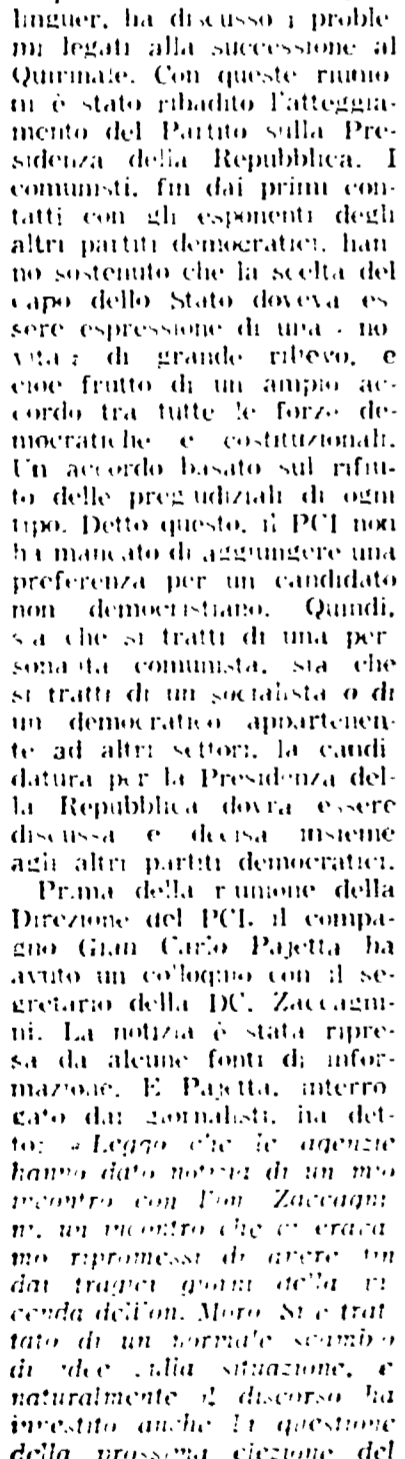 linguer, ha discusso i proble
mi legati alla successione al
Quirinale. Con queste riunio
ni è stato ribadito l'atteggia-
mento del Partito sulla Pre-
sidenza della Repubblica. I
comunisti, fin dai primi con-
tatti con gli esponenti degli
altri partiti democratici, han
no sostenuto che la scelta del
capo dello Stato doveva es
sere espressione di una « no
vità » di grande rilievo, e
cioè frutto di un ampio ac-
cordo tra tutte le forze de-
mocratiche e costituzionali.
Un accordo basato sul rifiu-
to delle pregiudiziali di ogni
tipo. Detto questo, il PCI non
ha mancato di aggiungere una
preferenza per un candidato
non democristiano. Quindi,
sia che si tratti di una per
sonalità comunista, sia che
si tratti di un socialista o di
un democratico appartenen-
te ad altri settori, la candi
datura per la Presidenza del-
la Repubblica dovrà essere
discussa e decisa insieme
agli altri partiti democratici.
Prima della riunione della
Direzione del PCI, il compa-
gno Gian Carlo Pajetta ha
avuto un colloquio con il se-
gretario della DC, Zaccagni-
ni. La notizia è stata ripre-
sa da alcune fonti di infor-
mazione. E Pajetta, interro
gato dai giornalisti, ha det-
to: « Leggo che le agenzie
hanno dato notizia di un mio
incontro con l'on. Zaccagni
ni, un incontro che ci erava
mo ripromessi di avere fin
dai tragici giorni della vi
cenda dell'on. Moro. Si è trat
tato di un normale scambio
di idee sulla situazione, e
naturalmente il discorso ha
investito anche la questione
della prossima elezione del